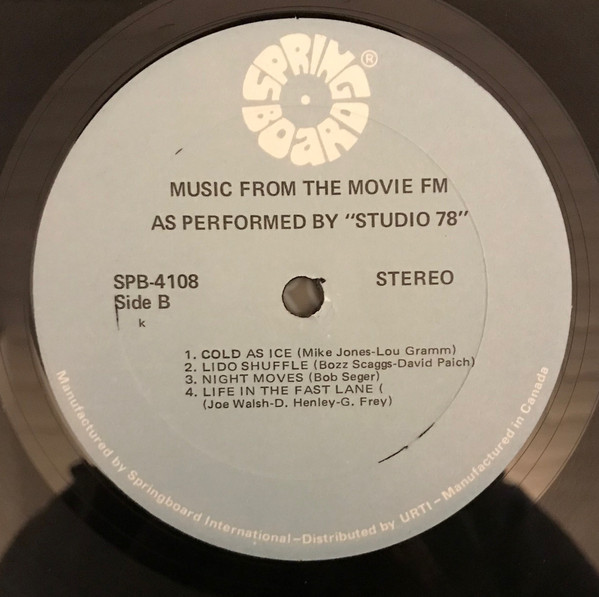 SPRING BOARD ®
MUSIC FROM THE MOVIE FM
AS PERFORMED BY "STUDIO 78"
SPB-4108
STEREO
Side B
k
1. COLD AS ICE (Mike Jones-Lou Gramm)
2. LIDO SHUFFLE (Bozz Scaggs-David Paich)
3. NIGHT MOVES (Bob Seger)
4. LIFE IN THE FAST LANE (
(Joe Walsh-D. Henley-G. Frey)
Manufactured by Springboard International-Distributed by URTI-Manufactured in Canada